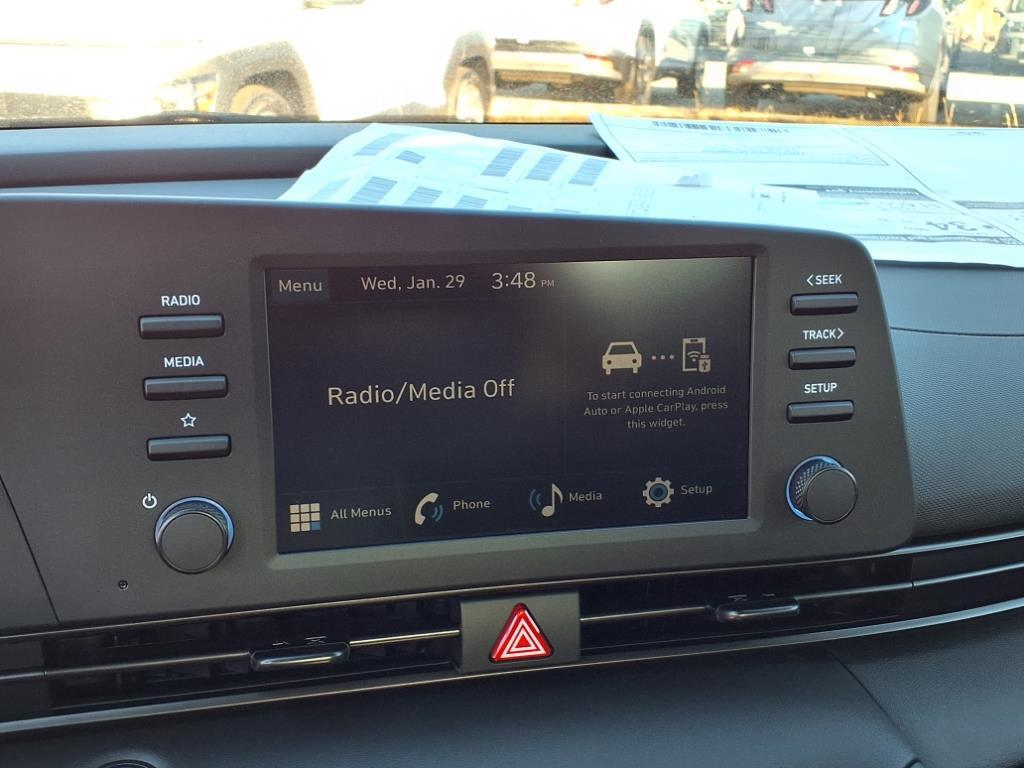 RADIO
MEDIA
Menu
Wed, Jan. 29
3:48 PM
Radio/Media Off
To start connecting Android
Auto or Apple CarPlay, press
this widget.
All Menus
Phone
Media
Setup
<SEEK
TRACK>
SETUP